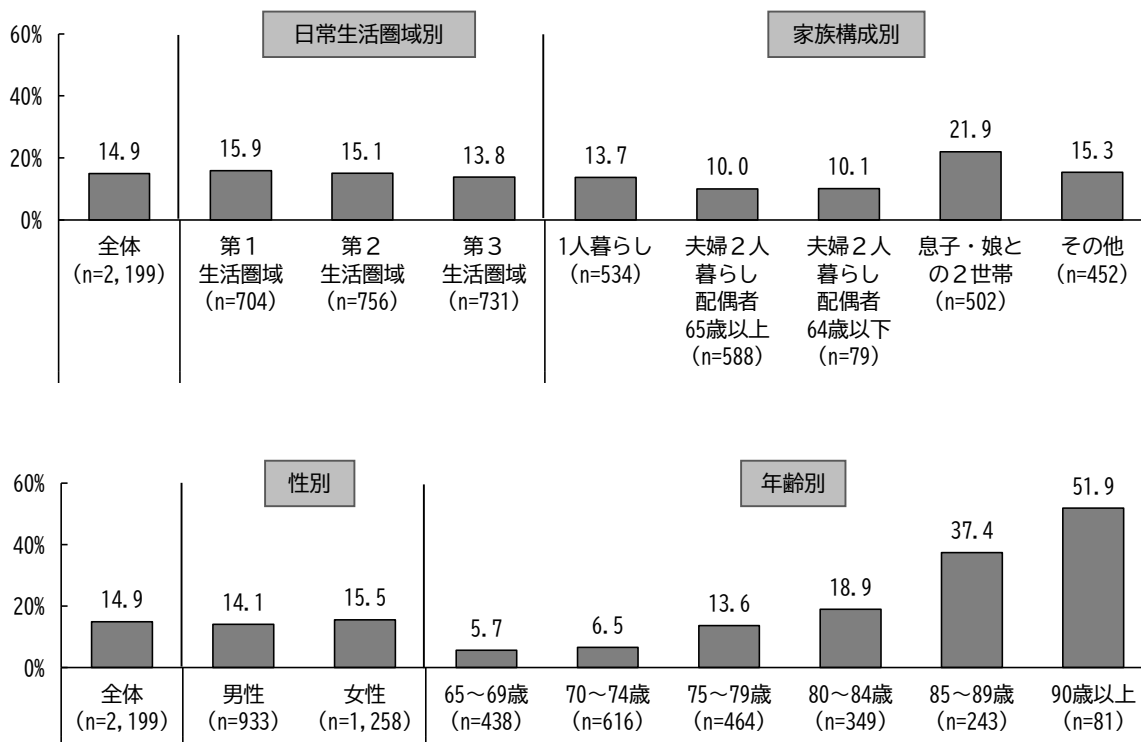 日常生活圏域別
家族構成別
60%
40%
20%
0%
14.9
15.9
15.1
13.8
13.7
10.0
10.1
21.9
15.3
全体
(n=2,199)
第1
生活圏域
(n=704)
第2
生活圏域
(n=756)
第3
生活圏域
(n=731)
1人暮らし
(n=534)
夫婦2人
暮らし
配偶者
65歳以上
(n=588)
夫婦2人
暮らし
配偶者
64歳以下
(n=79)
息子・娘と
の2世帯
(n=502)
その他
(n=452)
性別
年齢別
60%
40%
20%
0%
14.9
14.1
15.5
5.7
6.5
13.6
18.9
37.4
51.9
全体
(n=2,199)
男性
(n=933)
女性
(n=1,258)
65～69歳
(n=438)
70～74歳
(n=616)
75～79歳
(n=464)
80～84歳
(n=349)
85～89歳
(n=243)
90歳以上
(n=81)